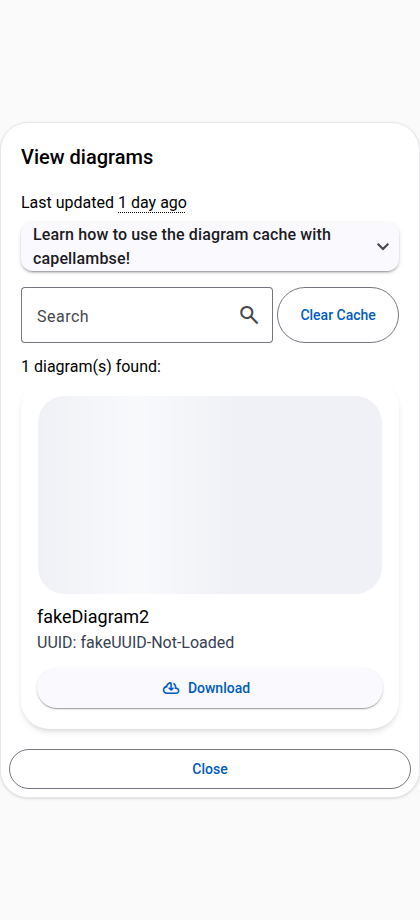 View diagrams
Last updated 1 day ago
Learn how to use the diagram cache with
capellambse!
Search
Clear Cache
1 diagram(s) found:
fakeDiagram2
UUID: fakeUUID-Not-Loaded
Download
Close